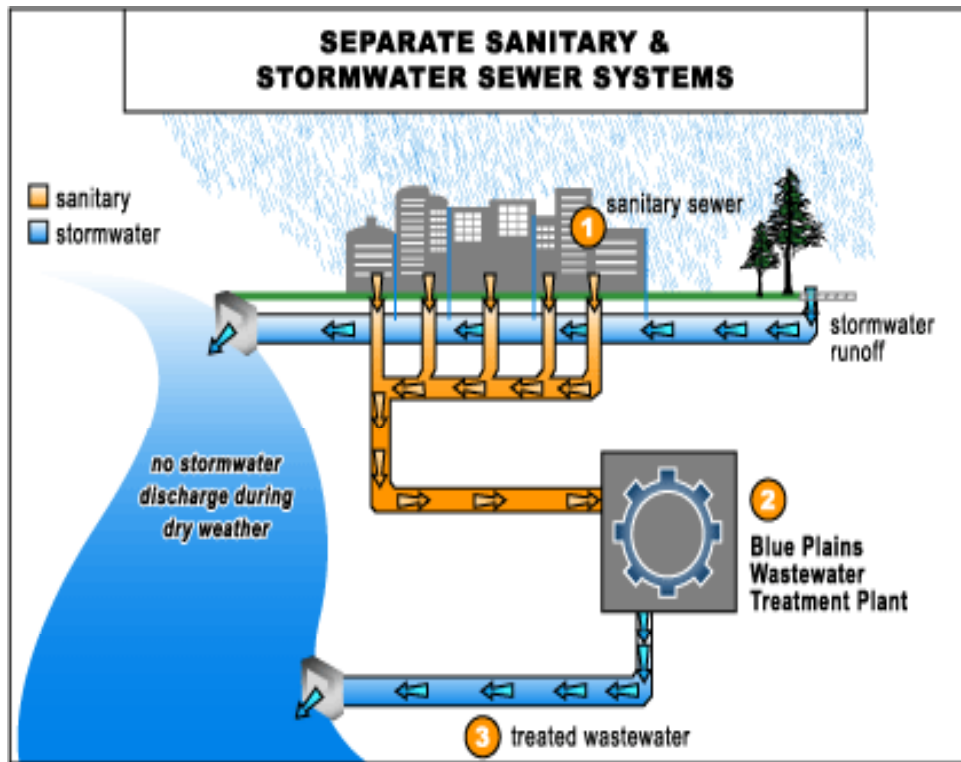 SEPARATE SANITARY &
STORMWATER SEWER SYSTEMS
sanitary
stormwater
1
sanitary sewer
stormwater
runoff
no stormwater
discharge during
dry weather
2
Blue Plains
Wastewater
Treatment Plant
3 treated wastewater